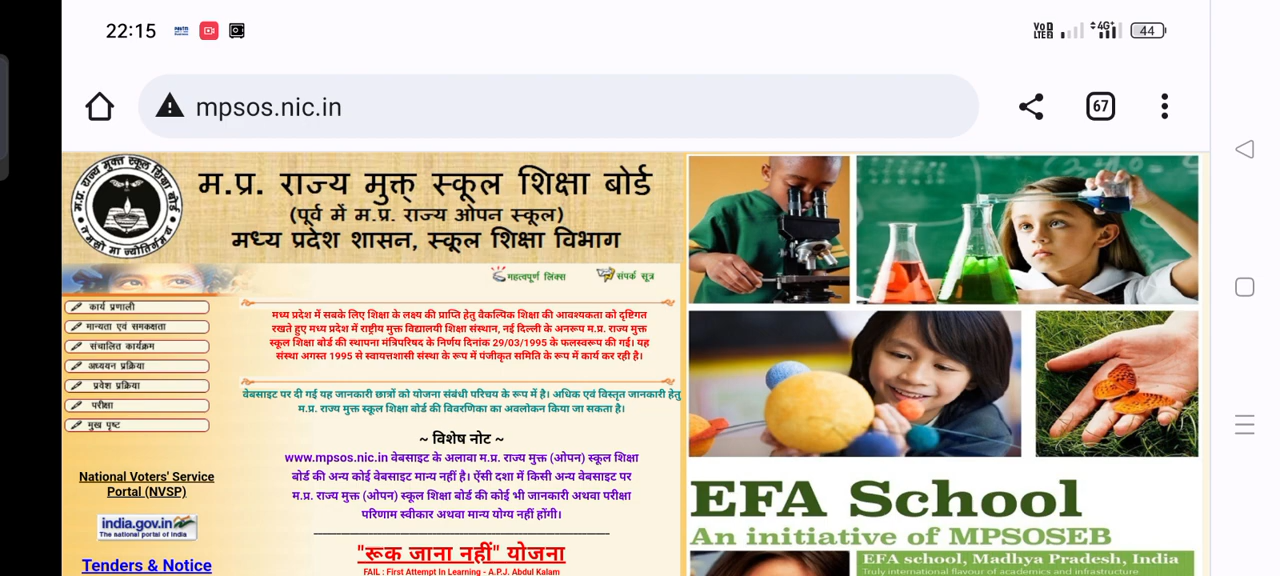 22:15
VoD LTE2
4G+
44
mpsos.nic.in
67
म.प्र. राज्य मुक्त स्कूल शिक्षा बोर्ड
तमसो मा ज्योतिर्गमय
म.प्र. राज्य मुक्त् स्कूल शिक्षा बोर्ड
(पूर्व में म.प्र. राज्य ओपन स्कूल)
मध्य प्रदेश शासन, स्कूल शिक्षा विभाग
महत्वपूर्ण लिंक्स
संपर्क सूत्र
कार्य प्रणाली
मान्यता एवं समकक्षता
संचालित कार्यक्रम
अध्ययन प्रक्रिया
प्रवेश प्रक्रिया
परीक्षा
मुख पृष्ट
National Voters' Service
Portal (NVSP)
india.gov.in
The national portal of India
Tenders & Notice
मध्य प्रदेश में सबके लिए शिक्षा के लक्ष्य की प्राप्ति हेतु वैकल्पिक शिक्षा की आवश्यकता को दृष्टिगत
रखते हुए मध्य प्रदेश में राष्ट्रीय मुक्त विद्यालयी शिक्षा संस्थान, नई दिल्ली के अनरूप म.प्र. राज्य मुक्त
स्कूल शिक्षा बोर्ड की स्थापना मंत्रिपरिषद के निर्णय दिनांक 29/03/1995 के फलस्वरूप की गई। यह
संस्था अगस्त 1995 से स्वायत्तशासी संस्था के रूप में पंजीकृत समिति के रूप में कार्य कर रही है।
वेबसाइट पर दी गई यह जानकारी छात्रों को योजना संबंधी परिचय के रूप में है। अधिक एवं विस्तृत जानकारी हेतु
म.प्र. राज्य मुक्त स्कूल शिक्षा बोर्ड की विवरणिका का अवलोकन किया जा सकता है।
~ विशेष नोट ~
www.mpsos.nic.in वेबसाइट के अलावा म.प्र. राज्य मुक्त (ओपन) स्कूल शिक्षा
बोर्ड की अन्य कोई वेबसाइट मान्य नहीं है। ऍसी दशा में किसी अन्य वेबसाइट पर
म.प्र. राज्य मुक्त (ओपन) स्कूल शिक्षा बोर्ड की कोई भी जानकारी अथवा परीक्षा
परिणाम स्वीकार अथवा मान्य योग्य नहीं होंगी।
"रूक जाना नहीं" योजना
FAIL : First Attempt In Learning - A.P.J. Abdul Kalam
EFA School
An initiative of MPSOSEB
EFA school, Madhya Pradesh, India
Truly international flavour of academics and infrastructure